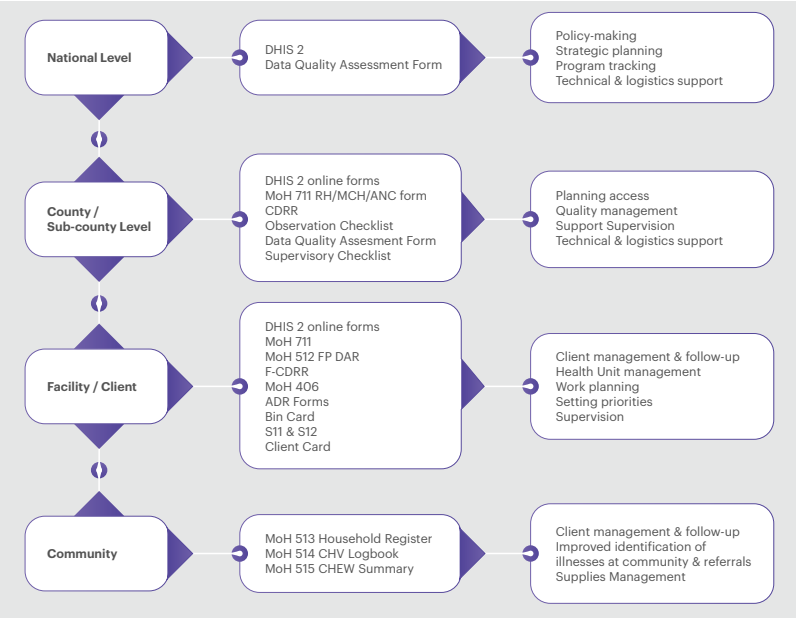 National Level
DHIS 2
Data Quality Assessment Form
Policy-making
Strategic planning
Program tracking
Technical & logistics support
County /
Sub-county Level
DHIS 2 online forms
MoH 711 RH/MCH/ANC form
CDRR
Observation Checklist
Data Quality Assesment Form
Supervisory Checklist
Planning access
Quality management
Support Supervision
Technical & logistics support
Facility / Client
DHIS 2 online forms
MoH 711
MoH 512 FP DAR
F-CDRR
MoH 406
ADR Forms
Bin Card
S11 & S12
Client Card
Client management & follow-up
Health Unit management
Work planning
Setting priorities
Supervision
Community
MoH 513 Household Register
MoH 514 CHV Logbook
MoH 515 CHEW Summary
Client management & follow-up
Improved identification of
illnesses at community & referrals
Supplies Management